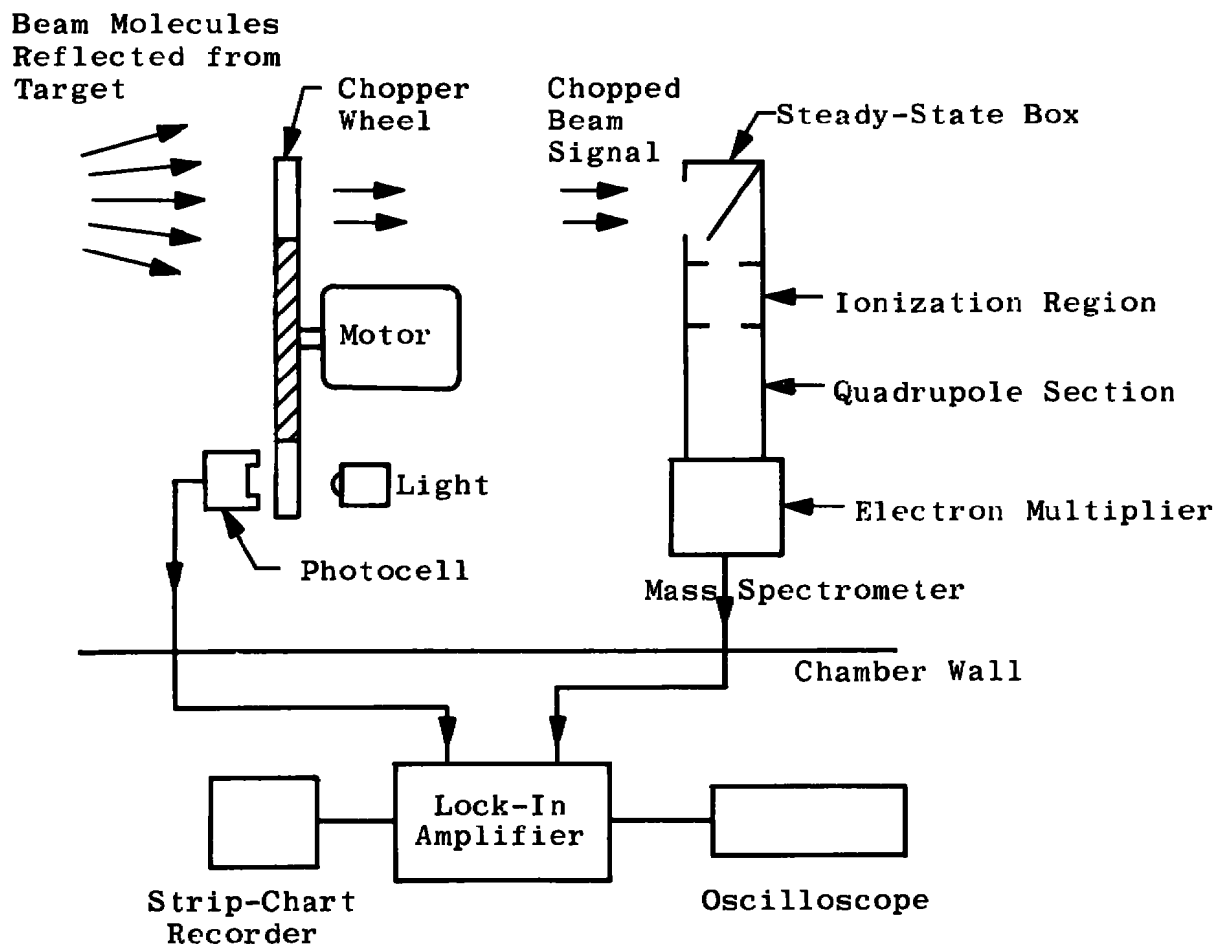 Beam Molecules
Reflected from
Target
Chopper
Wheel
Chopped
Beam
Signal
Steady-State Box
Motor
Ionization Region
Quadrupole Section
Light
Electron Multiplier
Photocell
Mass Spectrometer
Chamber Wall
Lock-In
Amplifier
Strip-Chart
Recorder
Oscilloscope